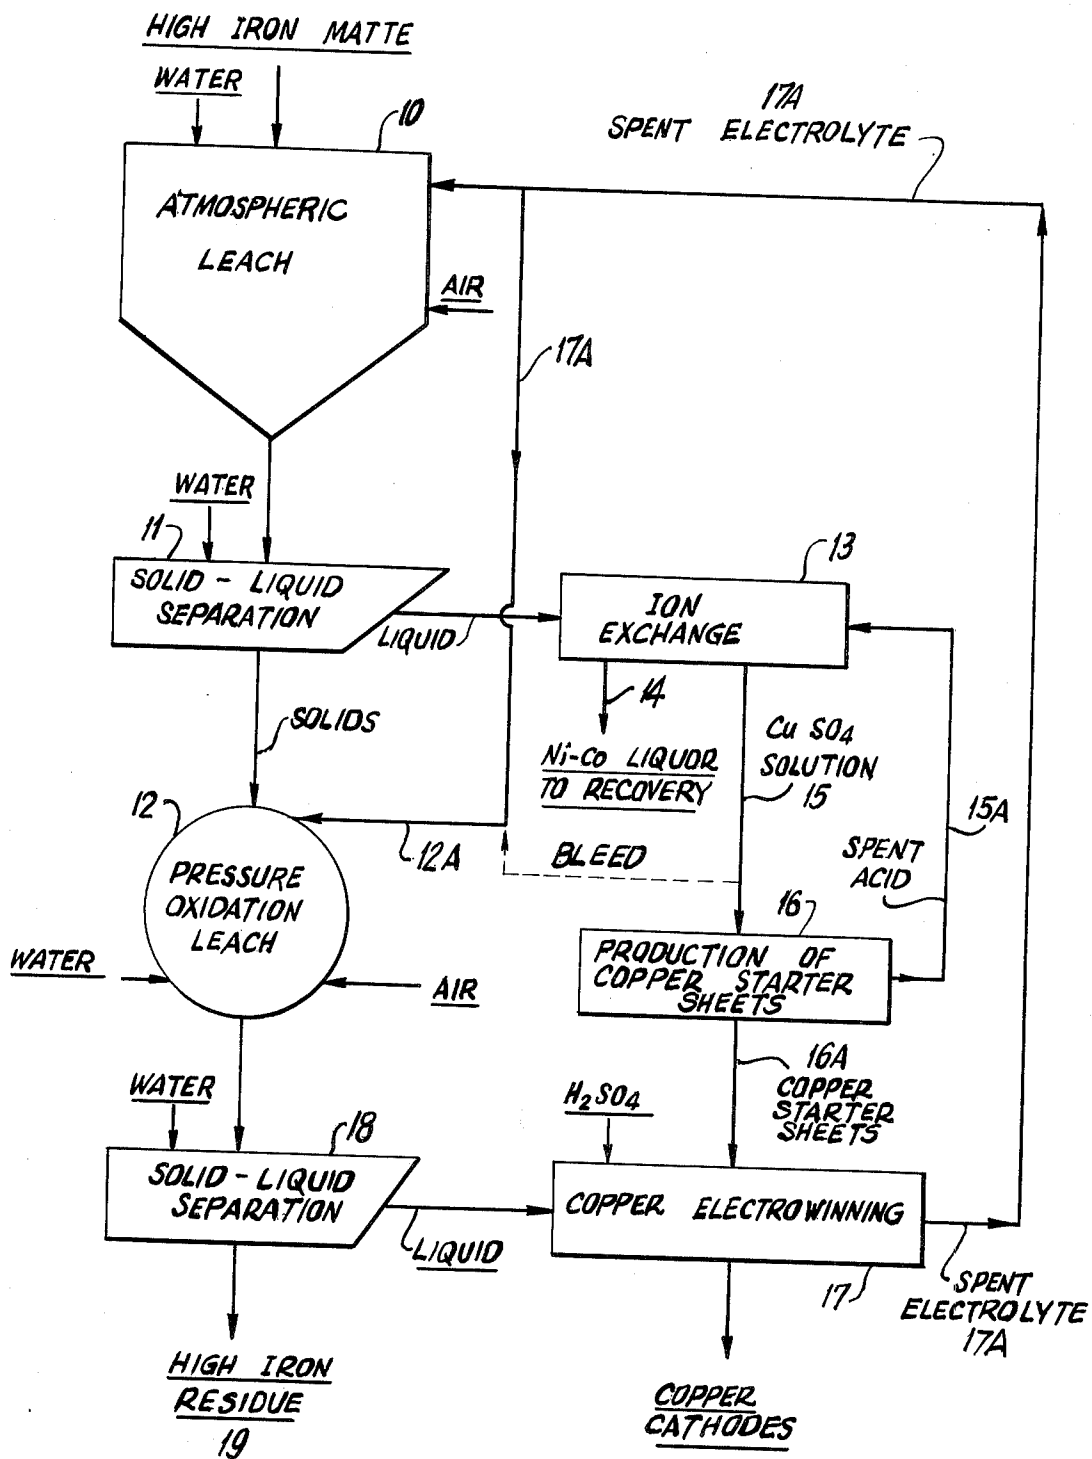 HIGH IRON MATTE
WATER
10
17A
SPENT ELECTROLYTE
ATMOSPHERIC
LEACH
AIR
17A
WATER
11
SOLID - LIQUID
SEPARATION
LIQUID
13
ION
EXCHANGE
14
SOLIDS
Ni-Co LIQUOR
TO RECOVERY
Cu SO4
SOLUTION
15
15A
12
12A
BLEED
SPENT
ACID
PRESSURE
OXIDATION
LEACH
16
PRODUCTION OF
COPPER STARTER
SHEETS
WATER
AIR
16A
COPPER
STARTER
SHEETS
WATER
H2SO4
18
SOLID - LIQUID
SEPARATION
COPPER ELECTROWINNING
LIQUID
17
SPENT
ELECTROLYTE
17A
HIGH IRON
RESIDUE
19
COPPER
CATHODES